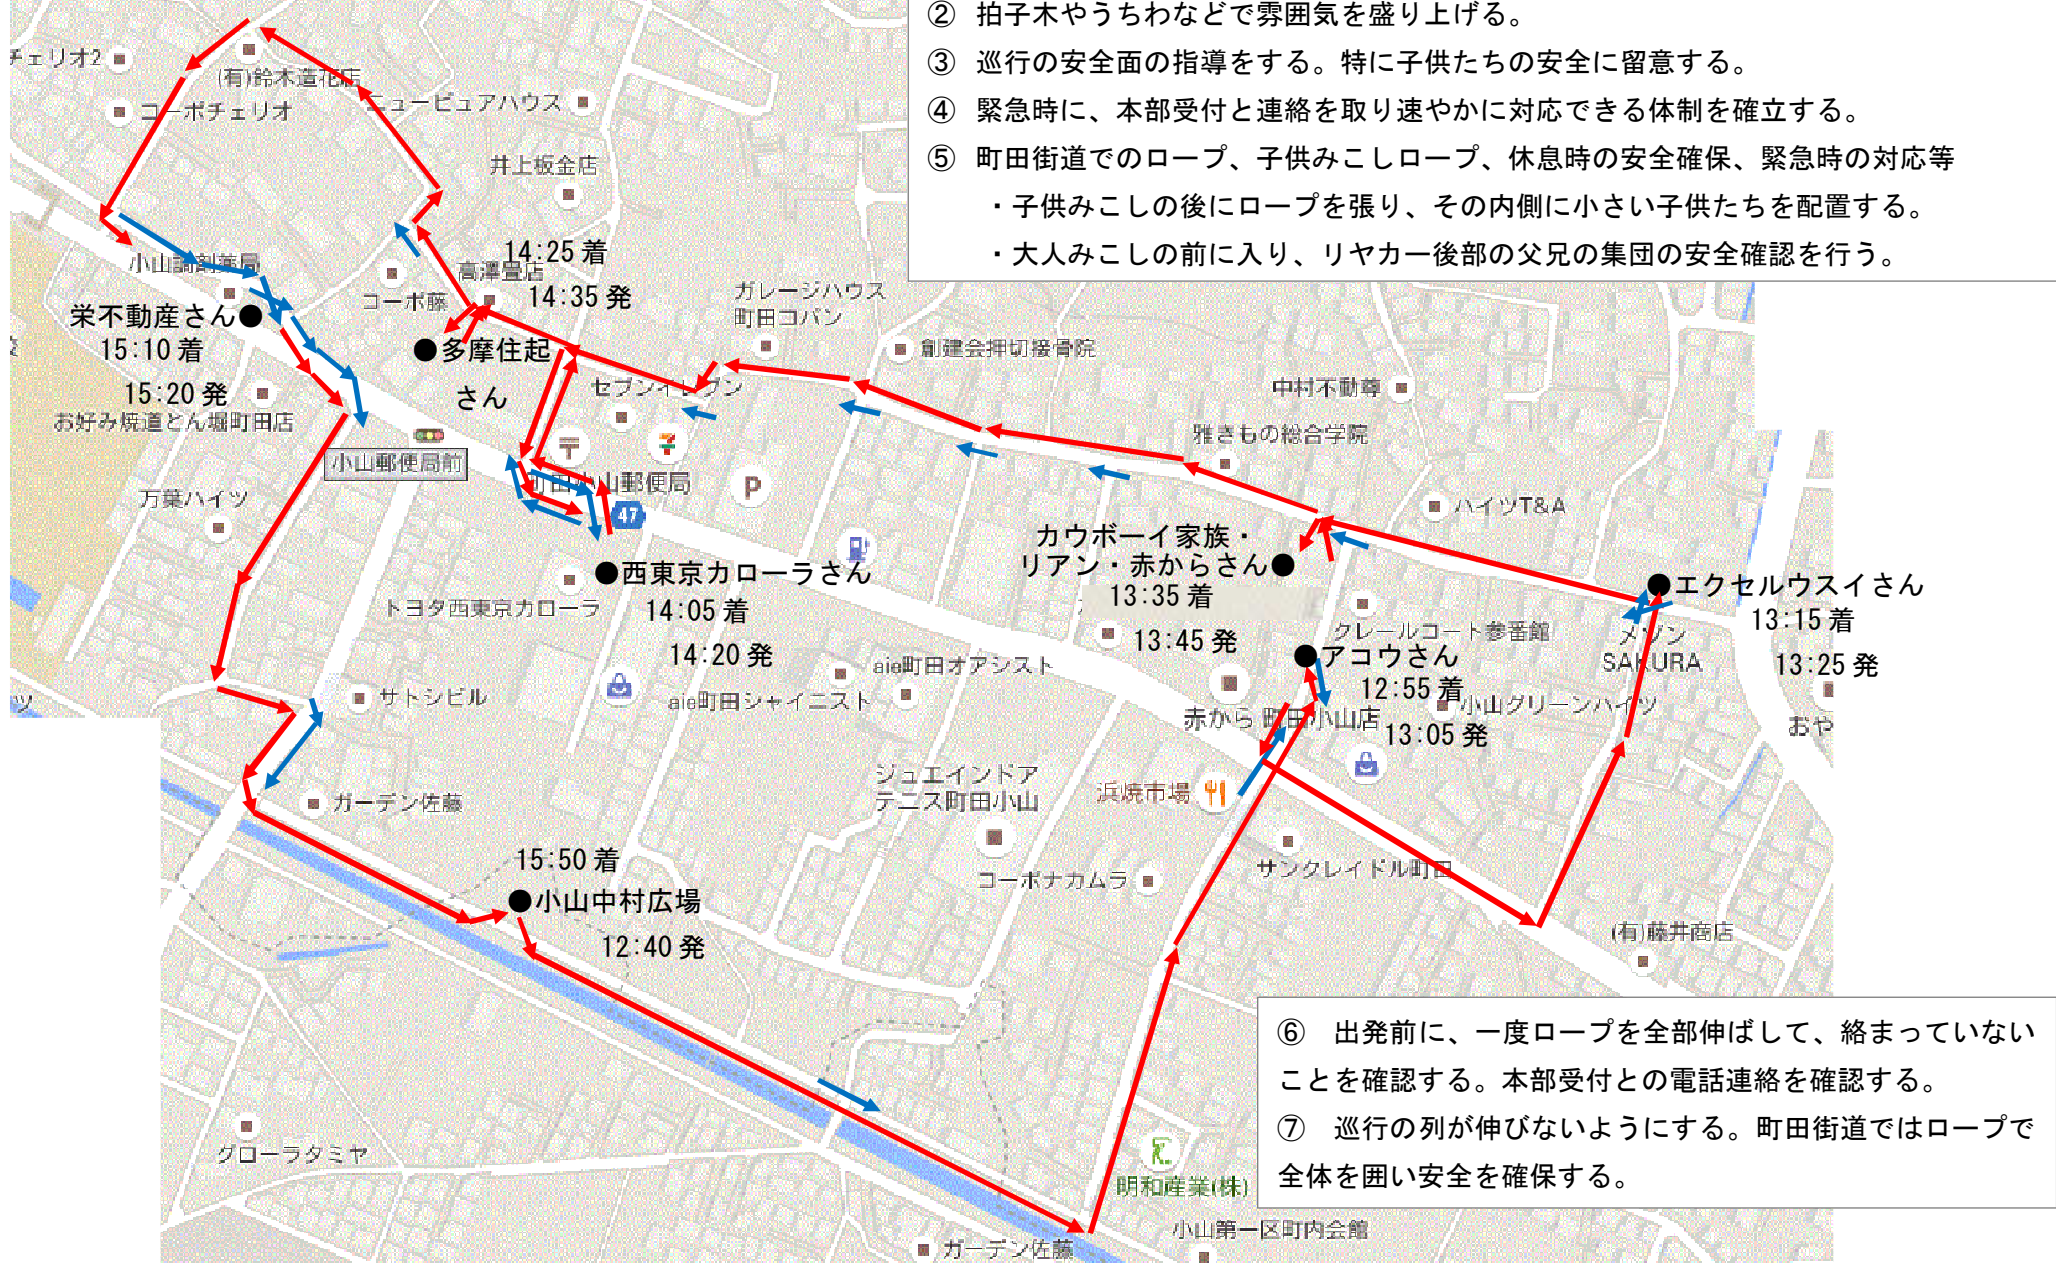 ② 拍子木やうちわなどで雰囲気を盛り上げる。
③ 巡行の安全面の指導をする。特に子供たちの安全に留意する。
④ 緊急時に、本部受付と連絡を取り速やかに対応できる体制を確立する。
⑤ 町田街道でのロープ、子供みこしロープ、休息時の安全確保、緊急時の対応等
・子供みこしの後にロープを張り、その内側に小さい子供たちを配置する。
・大人みこしの前に入り、リヤカー後部の父兄の集団の安全確認を行う。
チェリオ2
(有)鈴木造花店
コーポチェリオ
ニューピュアハウス
井上板金店
14:25 着
高澤畳店
14:35 発
小山調剤薬局
コーポ藤
ガレージハウス
町田コバン
栄不動産さん●
15:10 着
15:20 発
●多摩住起
さん
創建会押切接骨院
セブンイレブン
中村不動尊
お好み焼道とん堀町田店
雅きもの総合学院
小山郵便局前
町田小山郵便局
P
47
万葉ハイツ
ハイツT&A
カウボーイ家族・
リアン・赤からさん●
13:35 着
13:45 発
●西東京カローラさん
14:05 着
14:20 発
トヨタ西東京カローラ
●エクセルウスイさん
13:15 着
13:25 発
クレールコート参番館
メゾン
SAKURA
●アコウさん
12:55 着
13:05 発
aie町田オアシスト
aie町田シャイニスト
サトシビル
赤から 町田小山店
小山グリーンハイツ
おや
ツ
ジュエインドア
テニス町田小山
浜焼市場
ガーデン佐藤
サンクレイドル町田
コーポナカムラ
15:50 着
●小山中村広場
12:40 発
(有)藤井商店
⑥ 出発前に、一度ロープを全部伸ばして、絡まっていない
ことを確認する。本部受付との電話連絡を確認する。
⑦ 巡行の列が伸びないようにする。町田街道ではロープで
全体を囲い安全を確保する。
グローラタミヤ
明和産業(株)
小山第一区町内会館
ガーデン佐藤